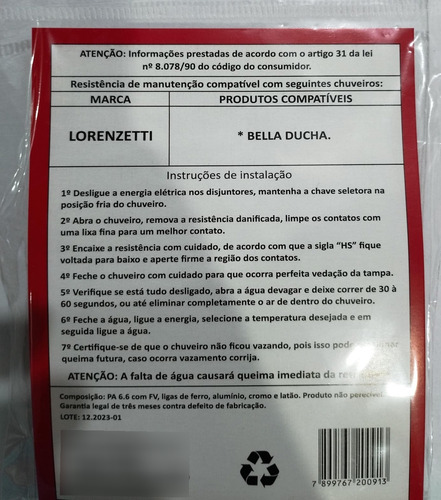 ATENÇÃO: Informações prestadas de acordo com o artigo 31 da lei
nº 8.078/90 do código do consumidor.
Resistência de manutenção compatível com seguintes chuveiros:
MARCA
PRODUTOS COMPATÍVEIS
LORENZETTI
* BELLA DUCHA.
Instruções de instalação
1º Desligue a energia elétrica nos disjuntores, mantenha a chave seletora na
posição fria do chuveiro.
2º Abra o chuveiro, remova a resistência danificada, limpe os contatos com
uma lixa fina para um melhor contato.
3º Encaixe a resistência com cuidado, de acordo com que a sigla “HS” fique
voltada para baixo e aperte firme a região dos contatos.
4º Feche o chuveiro com cuidado para que ocorra perfeita vedação da tampa.
5º Verifique se está tudo desligado, abra a água devagar e deixe correr de 30 à
60 segundos, ou até eliminar completamente o ar de dentro do chuveiro.
6º Feche a água, ligue a energia, selecione a temperatura desejada e em
seguida ligue a água.
7º Certifique-se de que o chuveiro não ficou vazando, pois isso
queima futura, caso ocorra vazamento corrija.
ATENÇÃO: A falta de água causará queima imediata da
Composição: PA 6.6 com FV, ligas de ferro, alumínio, cromo e latão. Produto não perecível.
Garantia legal de três meses contra defeito de fabricação.
LOTE: 12.2023-01
7 899767 200913